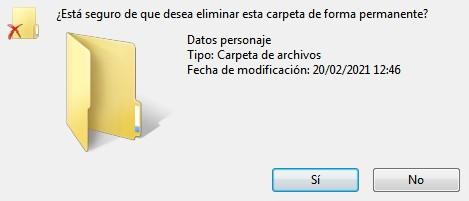 ¿Está seguro de que desea eliminar esta carpeta de forma permanente?
Datos personaje
Tipo: Carpeta de archivos
Fecha de modificación: 20/02/2021 12:46
Sí
No